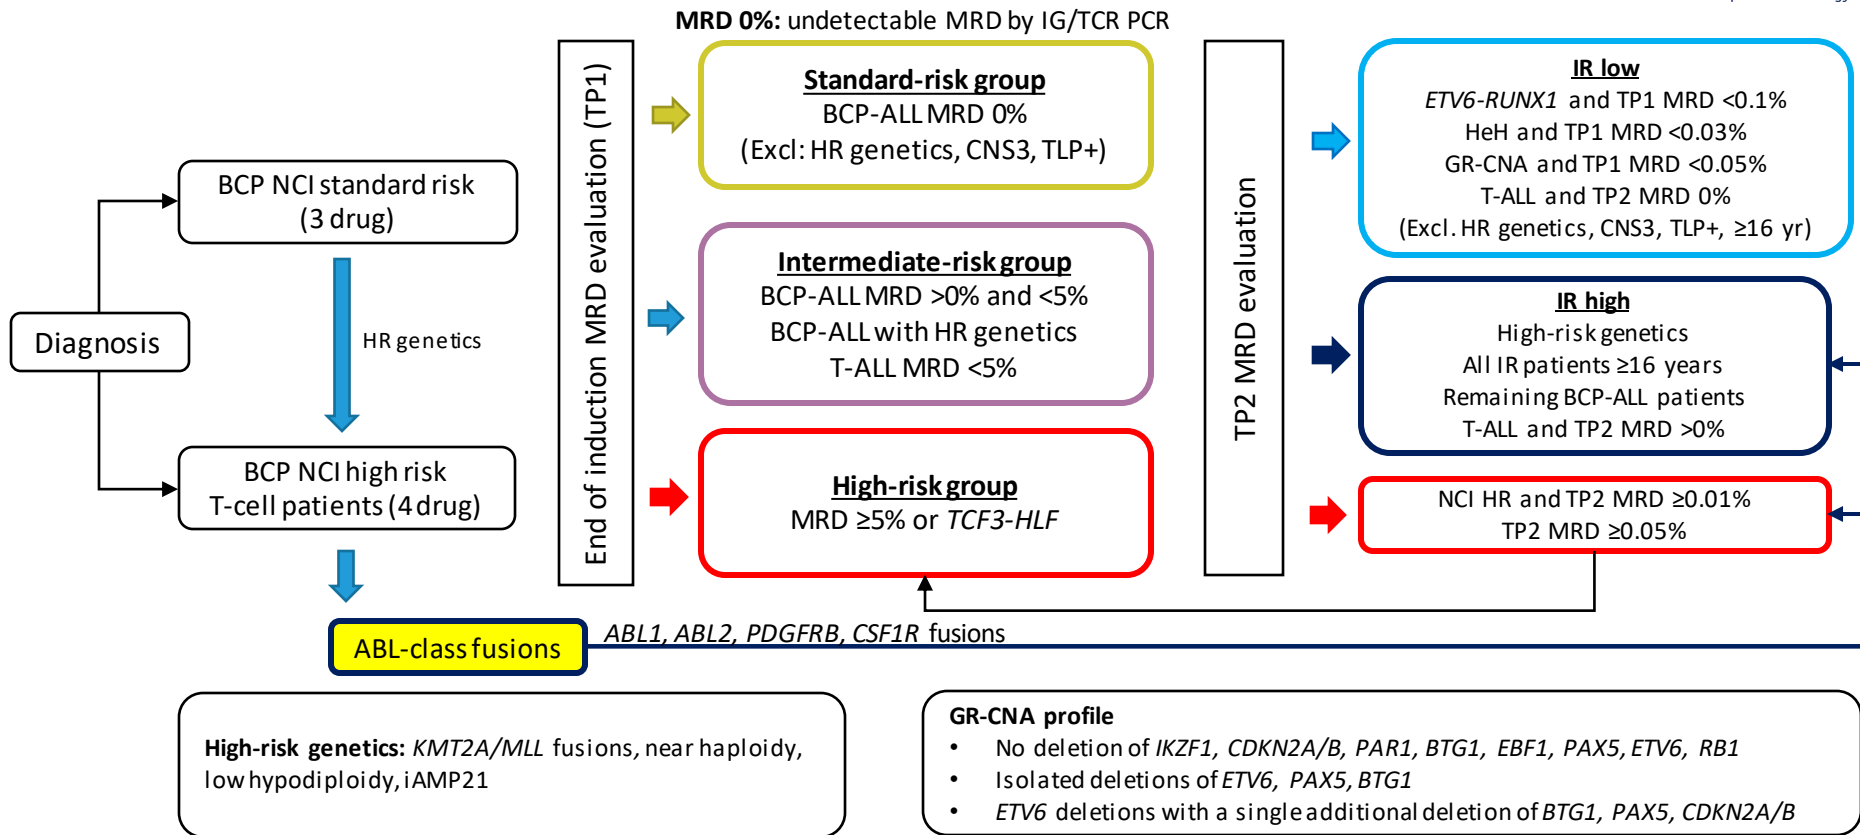 MRD 0%: undetectable MRD by IG/TCR PCR
Diagnosis
BCP NCI standard risk
(3 drug)
HR genetics
BCP NCI high risk
T-cell patients (4 drug)
ABL-class fusions
ABL1, ABL2, PDGFRB, CSF1R fusions
End of induction MRD evaluation (TP1)
Standard-risk group
BCP-ALL MRD 0%
(Excl: HR genetics, CNS3, TLP+)
Intermediate-risk group
BCP-ALL MRD >0% and <5%
BCP-ALL with HR genetics
T-ALL MRD <5%
High-risk group
MRD ≥5% or TCF3-HLF
TP2 MRD evaluation
IR low
ETV6-RUNX1 and TP1 MRD <0.1%
HeH and TP1 MRD <0.03%
GR-CNA and TP1 MRD <0.05%
T-ALL and TP2 MRD 0%
(Excl. HR genetics, CNS3, TLP+, ≥16 yr)
IR high
High-risk genetics
All IR patients ≥16 years
Remaining BCP-ALL patients
T-ALL and TP2 MRD >0%
NCI HR and TP2 MRD ≥0.01%
TP2 MRD ≥0.05%
High-risk genetics: KMT2A/MLL fusions, near haploidy,
low hypodiploidy, iAMP21
GR-CNA profile
• No deletion of IKZF1, CDKN2A/B, PAR1, BTG1, EBF1, PAX5, ETV6, RB1
• Isolated deletions of ETV6, PAX5, BTG1
• ETV6 deletions with a single additional deletion of BTG1, PAX5, CDKN2A/B